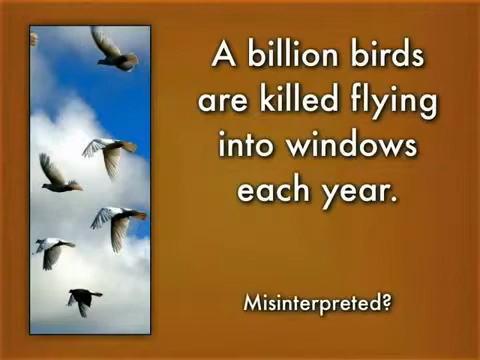 A billion birds
are killed flying
into windows
each year.
Misinterpreted?